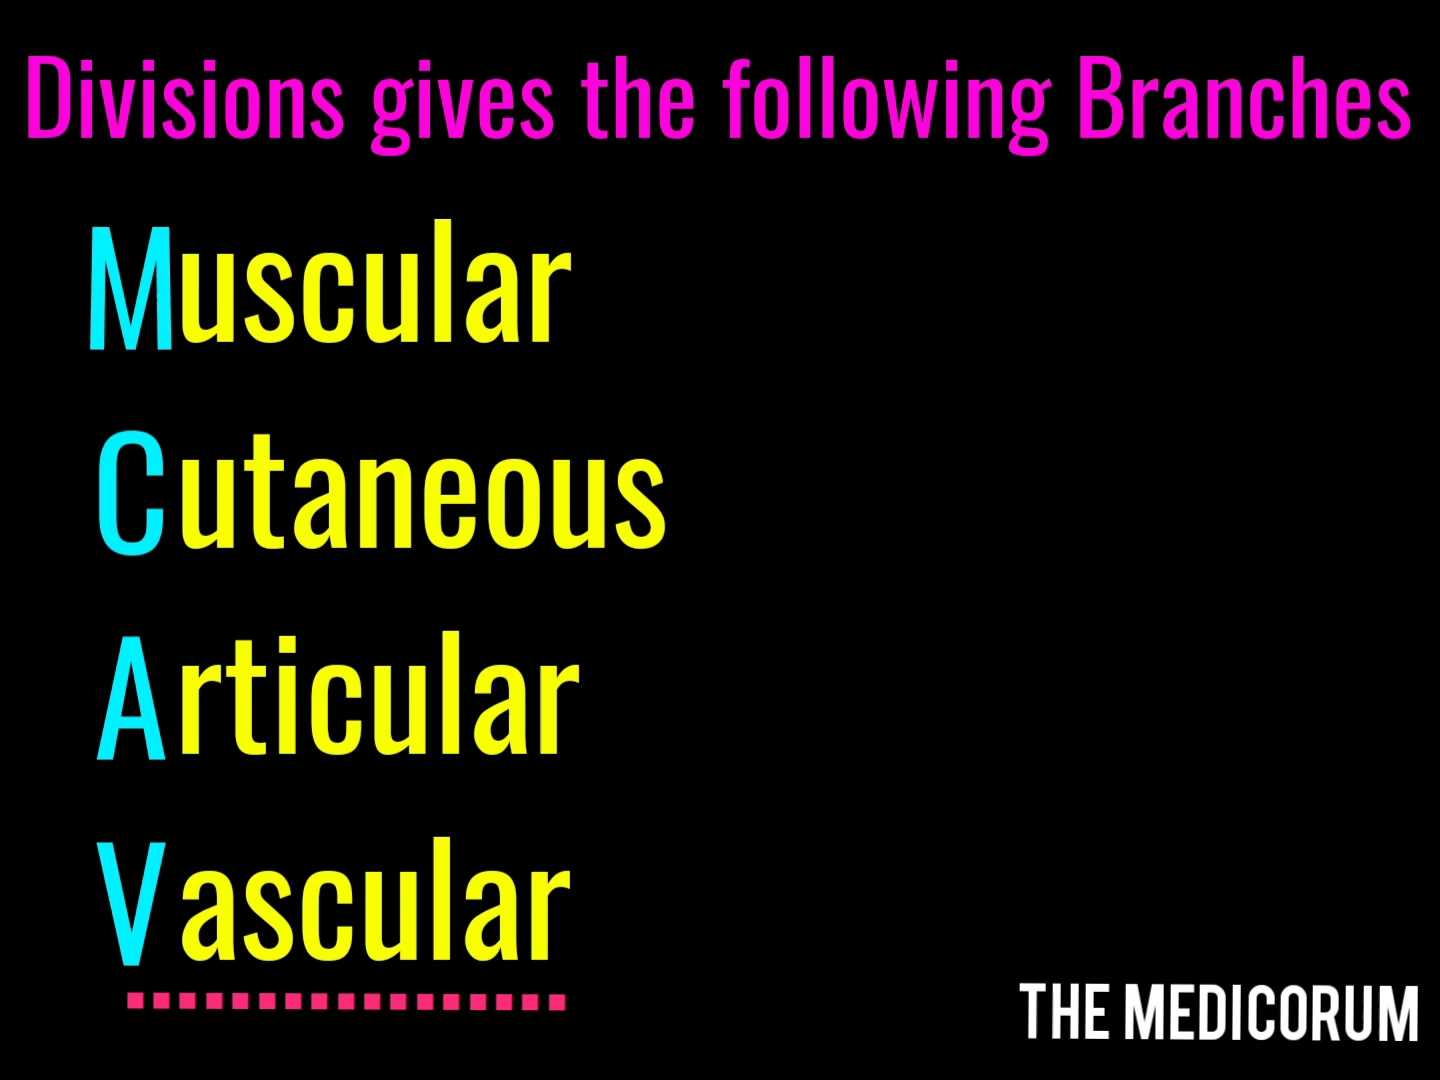 Divisions gives the following Branches
Muscular
Cutaneous
Articular
Vascular
THE MEDICORUM